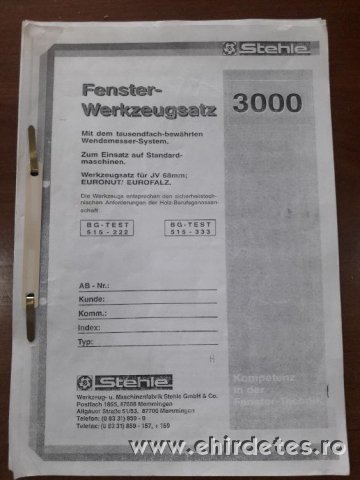 Stehle
Fenster-
Werkzeugsatz
3000
Mit dem tausendfach-bewährten
Wendemesser-System.
Zum Einsatz auf Standard-
maschinen.
Werkzeugsatz für JV 68mm;
EURONUT/ EUROFALZ.
Die Werkzeuge entsprechen den sicherheitstech-
nischen Anforderungen der Holz-Berufsgenossen-
schaft.
BG-TEST
515-222
BG-TEST
515-333
AB - Nr.:
Kunde:
Komm.:
Index:
Typ:
Stehle
Werkzeug- u. Maschinenfabrik Stehle GmbH & Co.
Postfach 1865, 87688 Memmingen
Allgäuer Straße 51/53, 87700 Memmingen
Telefon: (0 83 31) 859 - 0
Telefax: (0 83 31) 859 - 157, + 159
Kompetenz
in der
Fenster-Technik
www.ehirdetes.ro